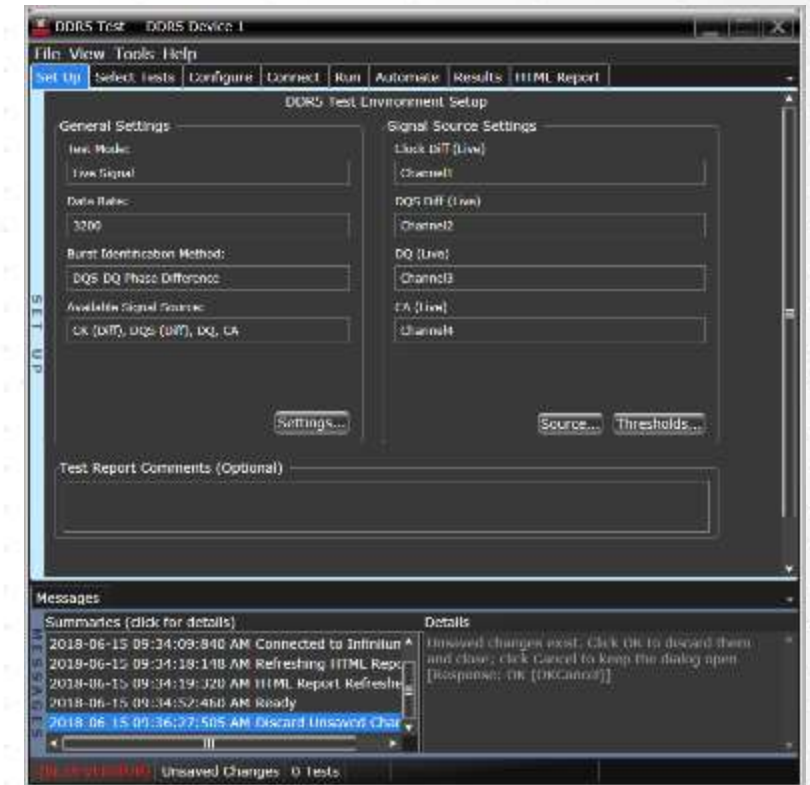 DDR5 Test DDR5 Device 1
File View Tools Help
Set Up Select Tests Configure Connect Run Automate Results HTML Report
DDR5 Test Environment Setup
General Settings
Test Mode:
Live Signal
Data Rate:
3200
Burst Identification Method:
DQS-DQ Phase Difference
Available Signal Source:
CK (Diff), DQS (Diff), DQ, CA
Settings...
Signal Source Settings
Clock Diff (Live)
Channel1
DQS Diff (Live)
Channel2
DQ (Live)
Channel3
CA (Live)
Channel4
Source... Thresholds...
Test Report Comments (Optional)
SET UP
Messages
MESSAGES
Summaries (click for details)
2018-06-15 09:34:09:840 AM Connected to Infiniium
2018-06-15 09:34:18:148 AM Refreshing HTML Repo
2018-06-15 09:34:19:320 AM HTML Report Refreshe
2018-06-15 09:34:52:460 AM Ready
2018-06-15 09:36:27:505 AM Discard Unsaved Chan
Details
Unsaved changes exist. Click OK to discard them
and close; click Cancel to keep the dialog open
[Response: OK (OKCancel)]
Unsaved Changes 0 Tests